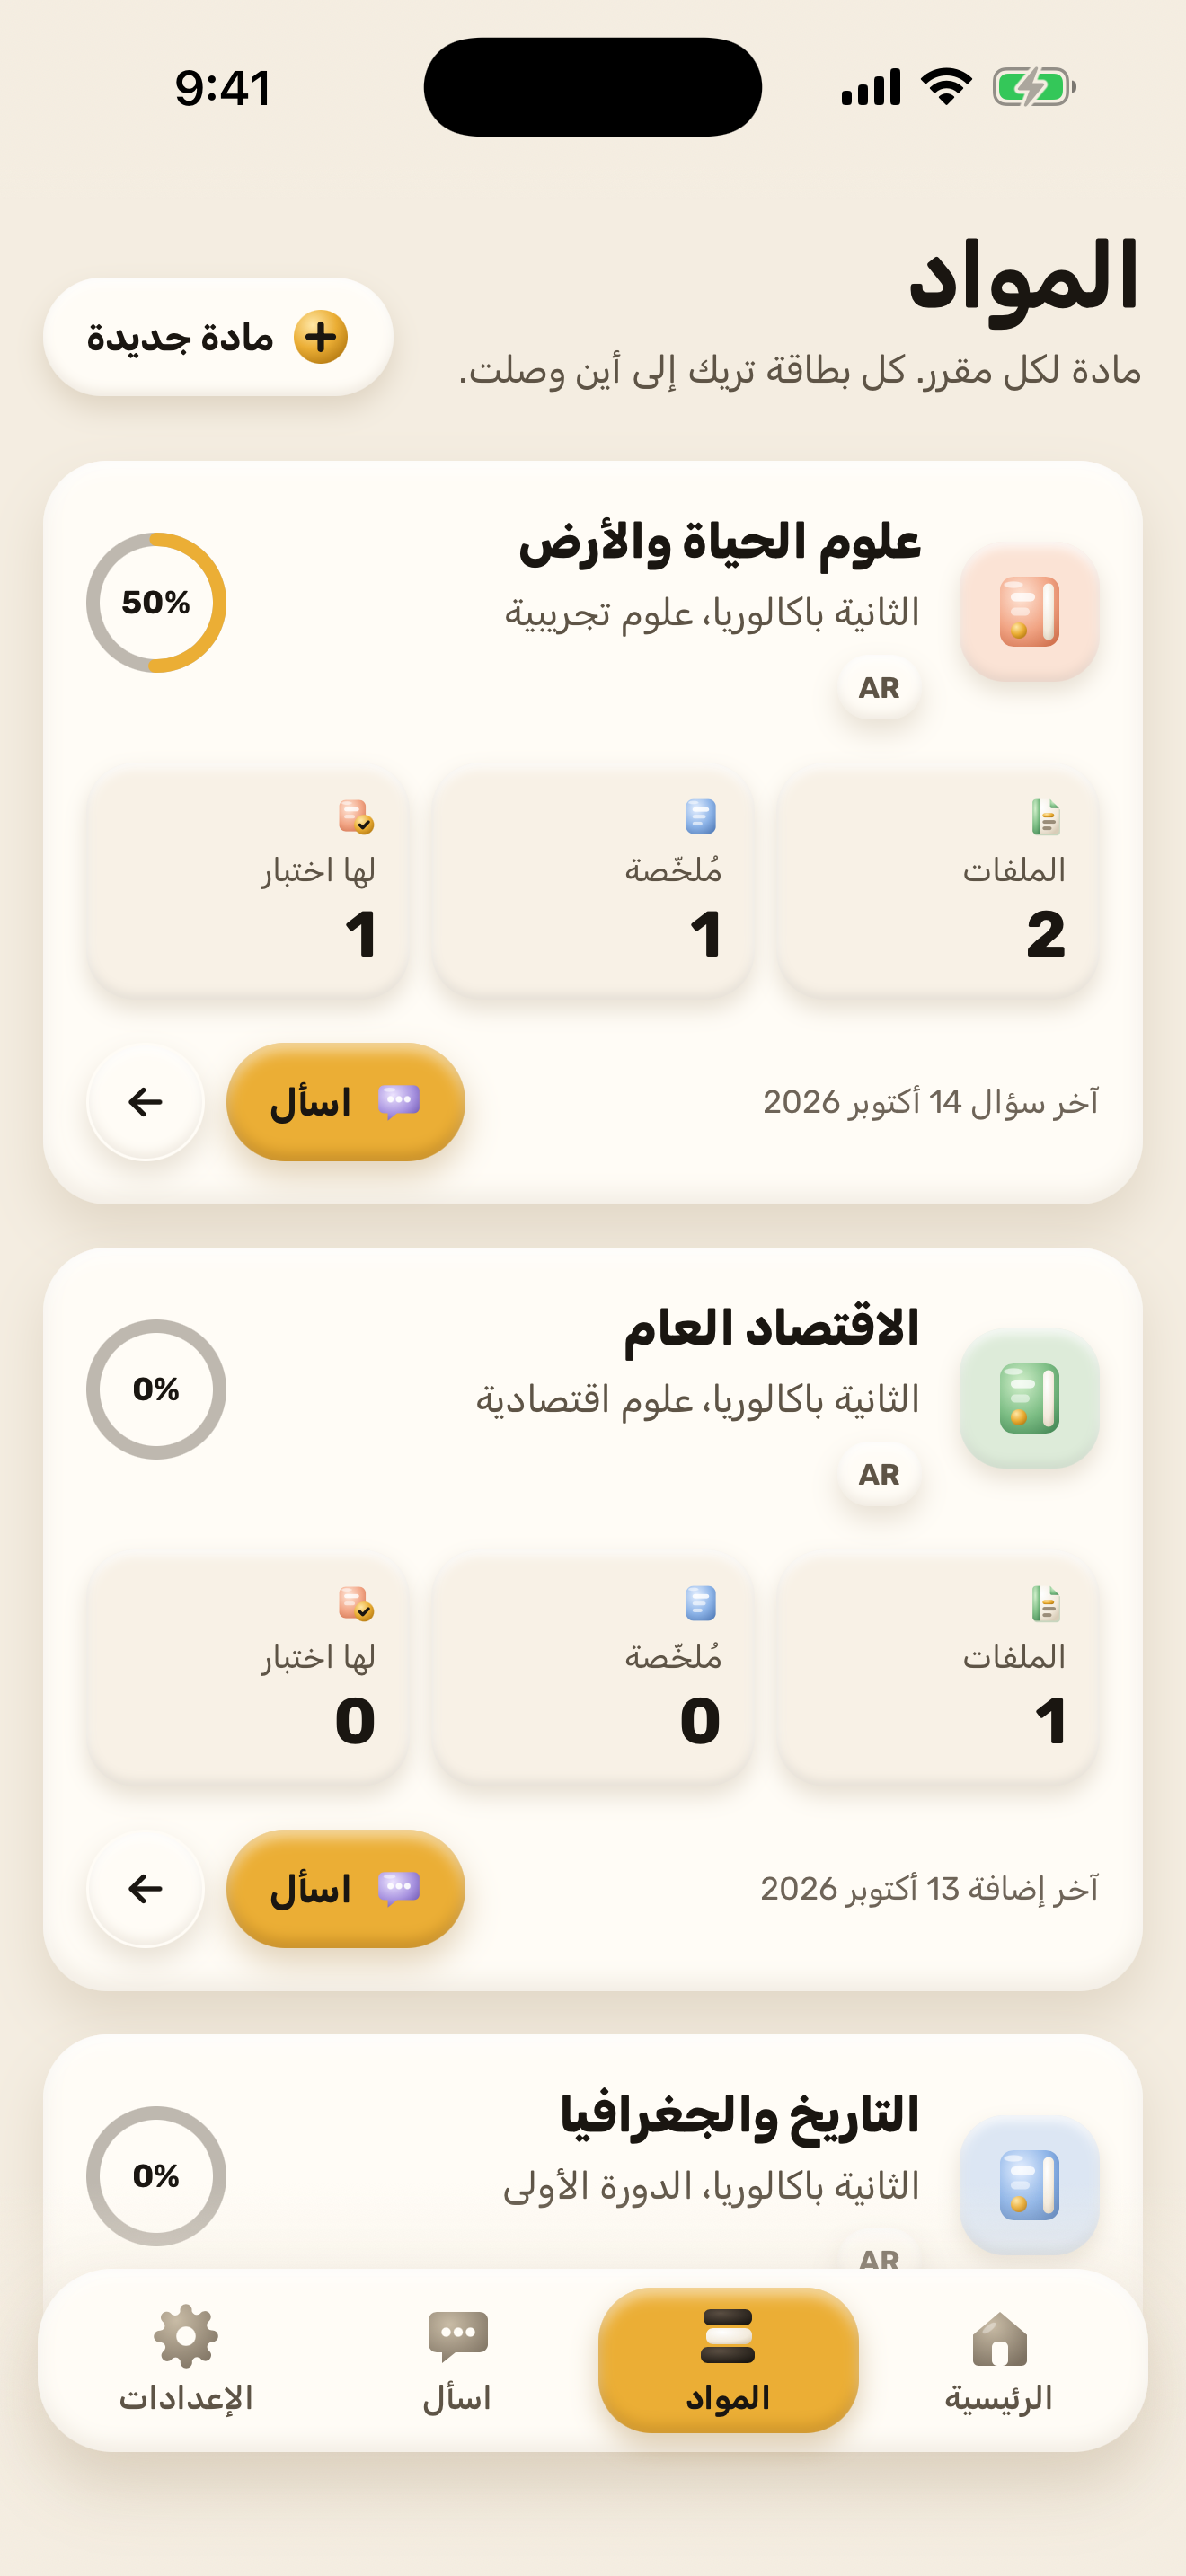 9:41
المواد
مادة لكل مقرر. كل بطاقة تريك إلى أين وصلت.
مادة جديدة
علوم الحياة والأرض
الثانية باكالوريا، علوم تجريبية
AR
50%
الملفات
2
مُلخّصة
1
لها اختبار
1
آخر سؤال 14 أكتوبر 2026
اسأل
الاقتصاد العام
الثانية باكالوريا، علوم اقتصادية
AR
0%
الملفات
1
مُلخّصة
0
لها اختبار
0
آخر إضافة 13 أكتوبر 2026
اسأل
التاريخ والجغرافيا
الثانية باكالوريا، الدورة الأولى
AR
0%
الرئيسية
المواد
اسأل
الإعدادات